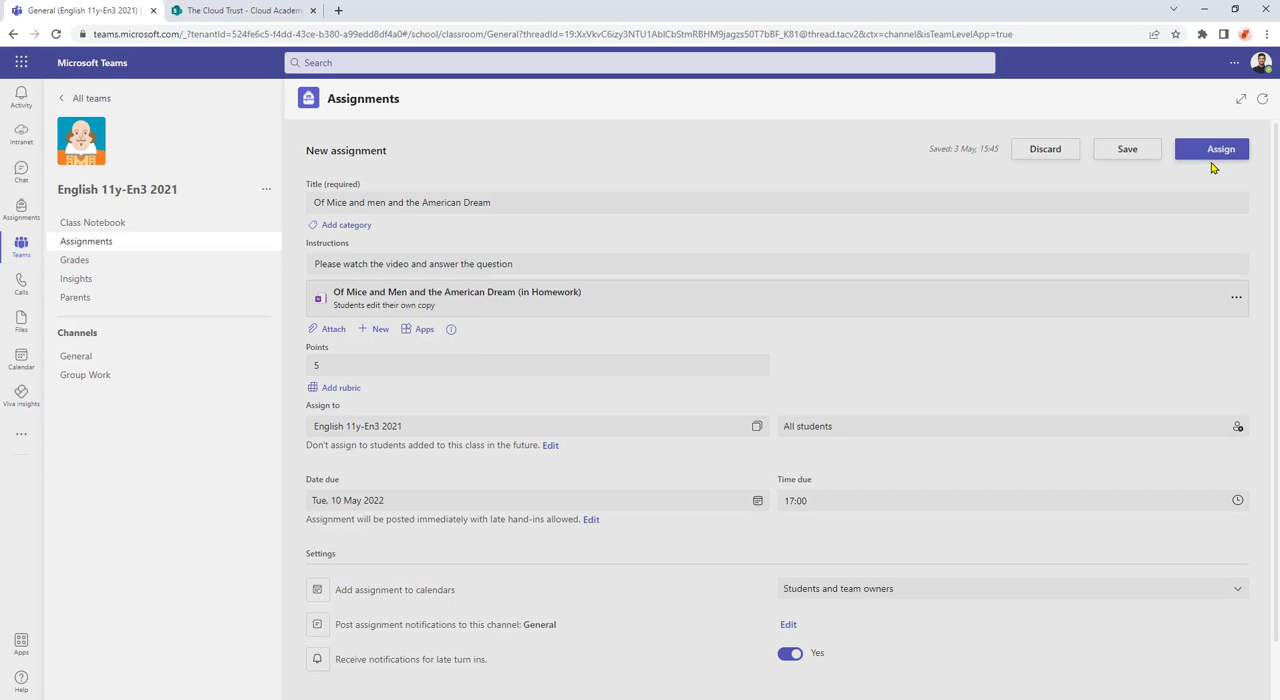 General (English 11y-En3 2021) |
The Cloud Trust - Cloud Academ
teams.microsoft.com/_?tenantId=524fe6c5-f4dd-43ce-b380-a99edd8df4a0#/school/classroom/General?threadId=19:XxVkvC6izy3NTU1AbICbStmRBHM9jagzs50T7bBF_K81@thread.tacv2&ctx=channel&isTeamLevelApp=true
Microsoft Teams
Search
Activity
Intranet
Chat
Assignments
Teams
Calls
Files
Calendar
Viva Insights
Apps
Help
All teams
English 11y-En3 2021
Class Notebook
Assignments
Grades
Insights
Parents
Channels
General
Group Work
Assignments
New assignment
Saved: 3 May, 15:45
Discard
Save
Assign
Title (required)
Of Mice and men and the American Dream
Add category
Instructions
Please watch the video and answer the question
Of Mice and Men and the American Dream (in Homework)
Students edit their own copy
Attach
New
Apps
Points
5
Add rubric
Assign to
English 11y-En3 2021
All students
Don't assign to students added to this class in the future. Edit
Date due
Time due
Tue, 10 May 2022
17:00
Assignment will be posted immediately with late hand-ins allowed. Edit
Settings
Add assignment to calendars
Students and team owners
Post assignment notifications to this channel: General
Edit
Receive notifications for late turn ins.
Yes